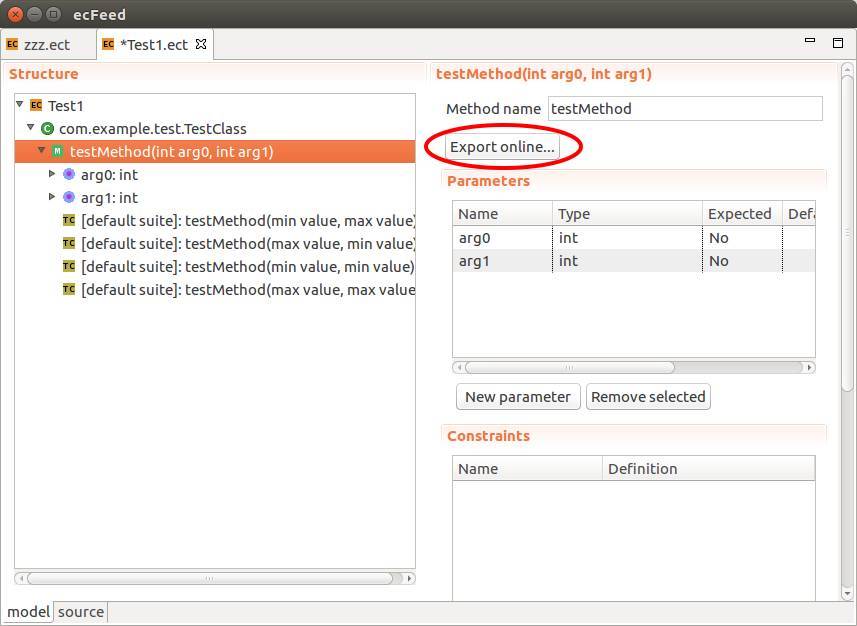 ecFeed
EC zzz.ect
EC *Test1.ect
Structure
EC Test1
C com.example.test.TestClass
M testMethod(int arg0, int arg1)
arg0: int
arg1: int
TC [default suite]: testMethod(min value, max value)
TC [default suite]: testMethod(max value, min value)
TC [default suite]: testMethod(min value, min value)
TC [default suite]: testMethod(max value, max value
testMethod(int arg0, int arg1)
Method name testMethod
Export online...
Parameters
Name Type Expected Defa
arg0 int No
arg1 int No
New parameter Remove selected
Constraints
Name Definition
model source